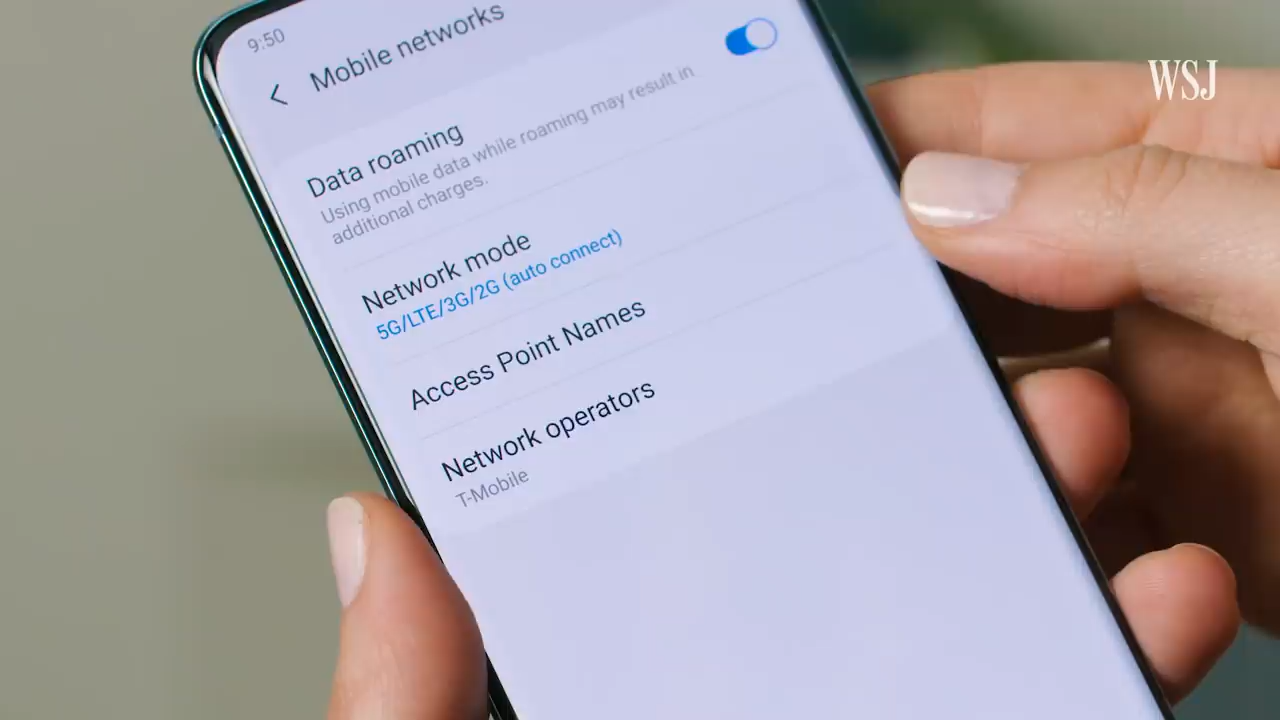 9:50
WSJ
Mobile networks
Data roaming
Using mobile data while roaming may result in
additional charges.
Network mode
5G/LTE/3G/2G (auto connect)
Access Point Names
Network operators
T-Mobile